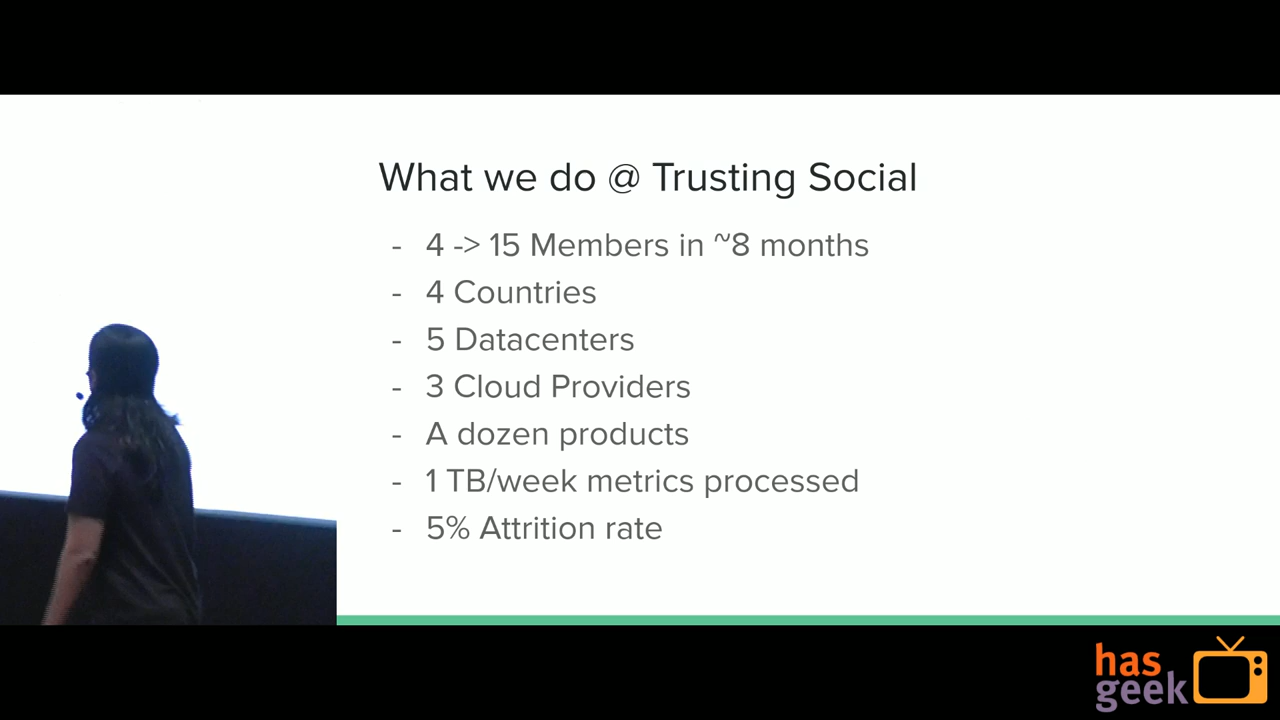 What we do @ Trusting Social
- 4 -> 15 Members in ~8 months
- 4 Countries
- 5 Datacenters
- 3 Cloud Providers
- A dozen products
- 1 TB/week metrics processed
- 5% Attrition rate
has
geek